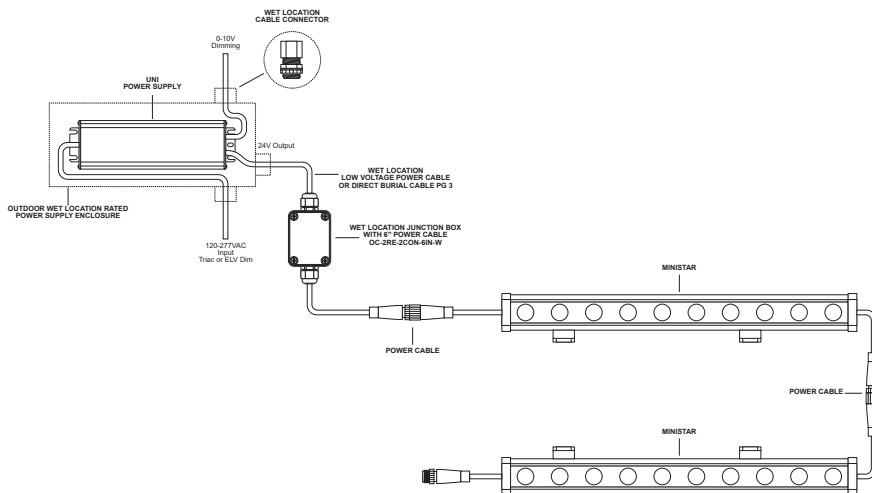 WET LOCATION
CABLE CONNECTOR
0-10V
Dimming
UNI
POWER SUPPLY
24V Output
WET LOCATION
LOW VOLTAGE POWER CABLE
OR DIRECT BURIAL CABLE PG 3
OUTDOOR WET LOCATION RATED
POWER SUPPLY ENCLOSURE
WET LOCATION JUNCTION BOX
WITH 6" POWER CABLE
OC-2RE-2CON-6IN-W
120-277VAC
Input
Triac or ELV Dim
MINISTAR
POWER CABLE
POWER CABLE
MINISTAR